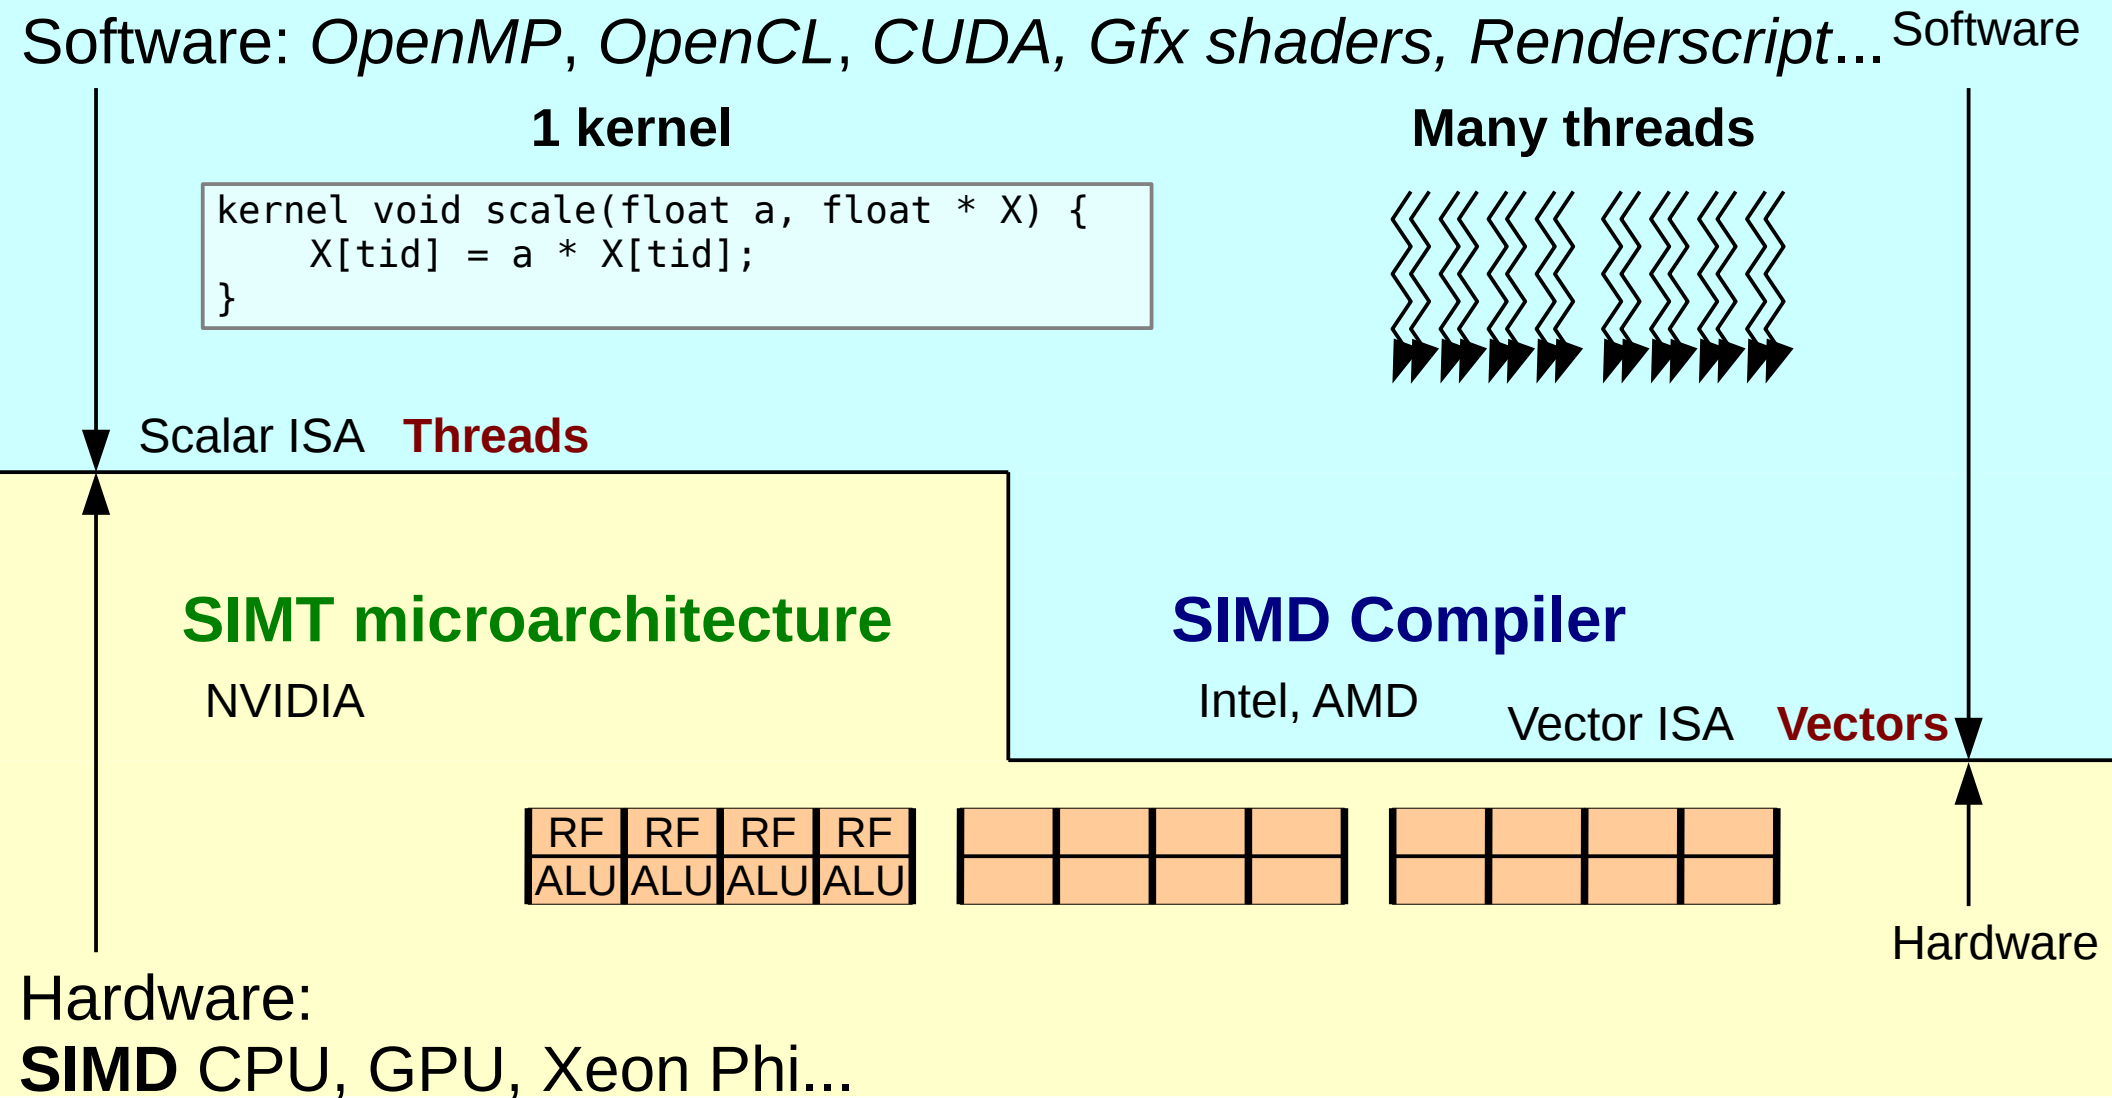 Software: OpenMP, OpenCL, CUDA, Gfx shaders, Renderscript...
Software
1 kernel
Many threads
kernel void scale(float a, float * X) {
    X[tid] = a * X[tid];
}
Scalar ISA Threads
SIMT microarchitecture
SIMD Compiler
NVIDIA
Intel, AMD
Vector ISA Vectors
RF RF RF RF
ALU ALU ALU ALU
Hardware
Hardware:
SIMD CPU, GPU, Xeon Phi...